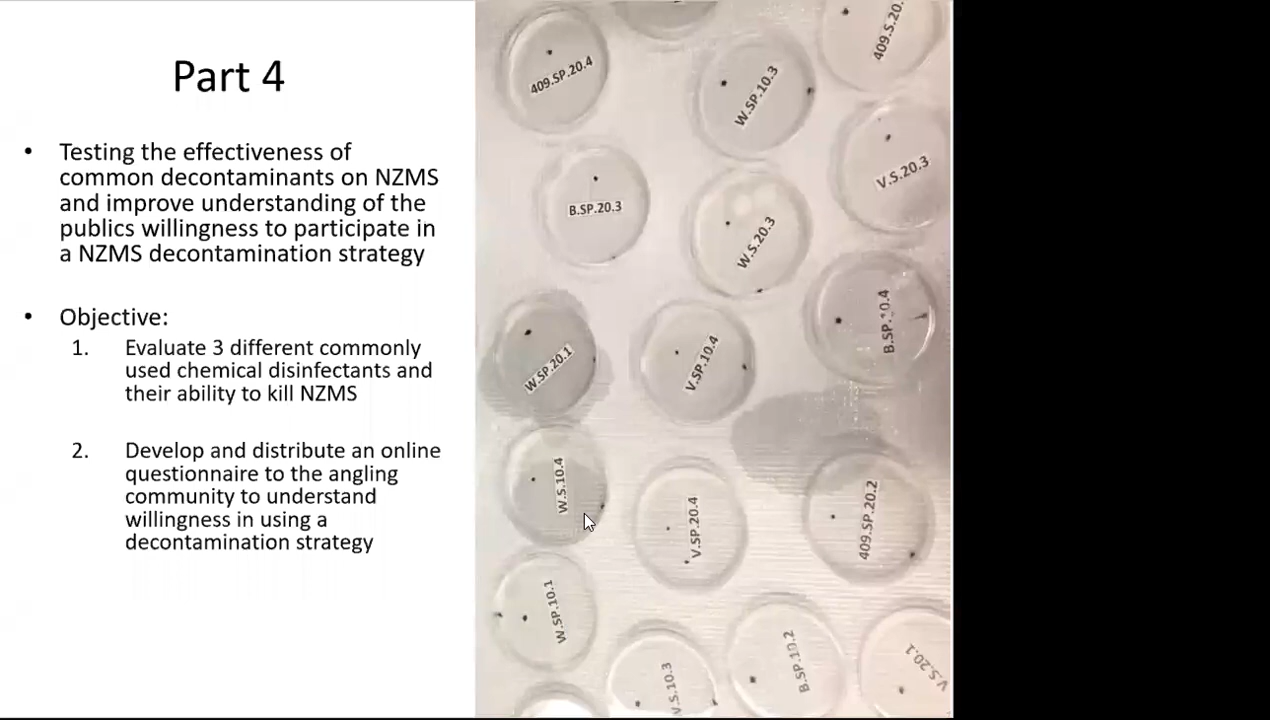 Part 4
• Testing the effectiveness of
common decontaminants on NZMS
and improve understanding of the
publics willingness to participate in
a NZMS decontamination strategy
• Objective:
1. Evaluate 3 different commonly
used chemical disinfectants and
their ability to kill NZMS
2. Develop and distribute an online
questionnaire to the angling
community to understand
willingness in using a
decontamination strategy
409.SP.20.4
W.SP.10.3
409.S.20.
B.SP.20.3
W.S.20.3
V.S.20.3
W.SP.20.1
V.SP.10.4
W.S.10.4
V.SP.20.4
409.SP.20.2
W.SP.10.1
V.S.10.3
B.SP.10.2
V.S.20.1